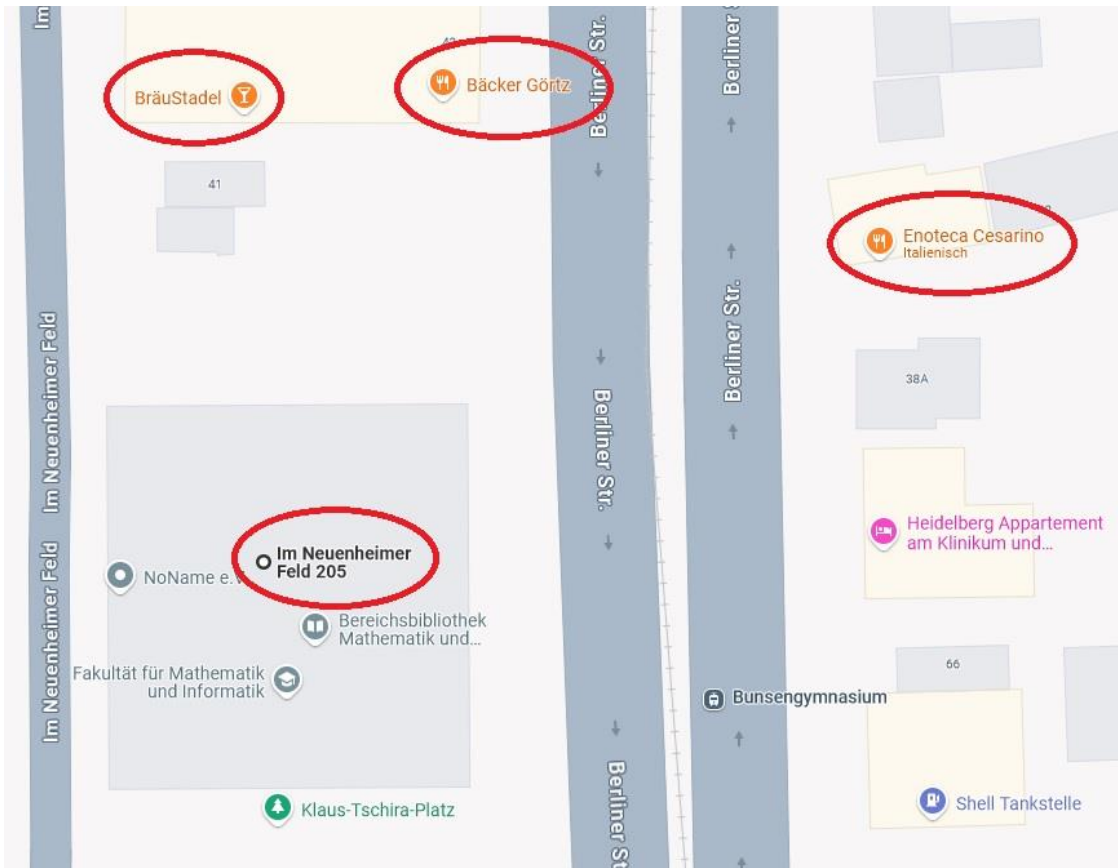 Im
BräuStadel
Bäcker Görtz
Berliner Str.
Berliner S
41
Enoteca Cesarino
Italienisch
Berliner Str.
38A
Im Neuenheimer Feld
Berliner Str.
Heidelberg Appartement
am Klinikum und...
Im Neuenheimer
Feld 205
NoName e.V
Bereichsbibliothek
Mathematik und...
Fakultät für Mathematik
und Informatik
Im Neuenheimer Feld
66
Bunsengymnasium
Klaus-Tschira-Platz
Shell Tankstelle
Berliner St